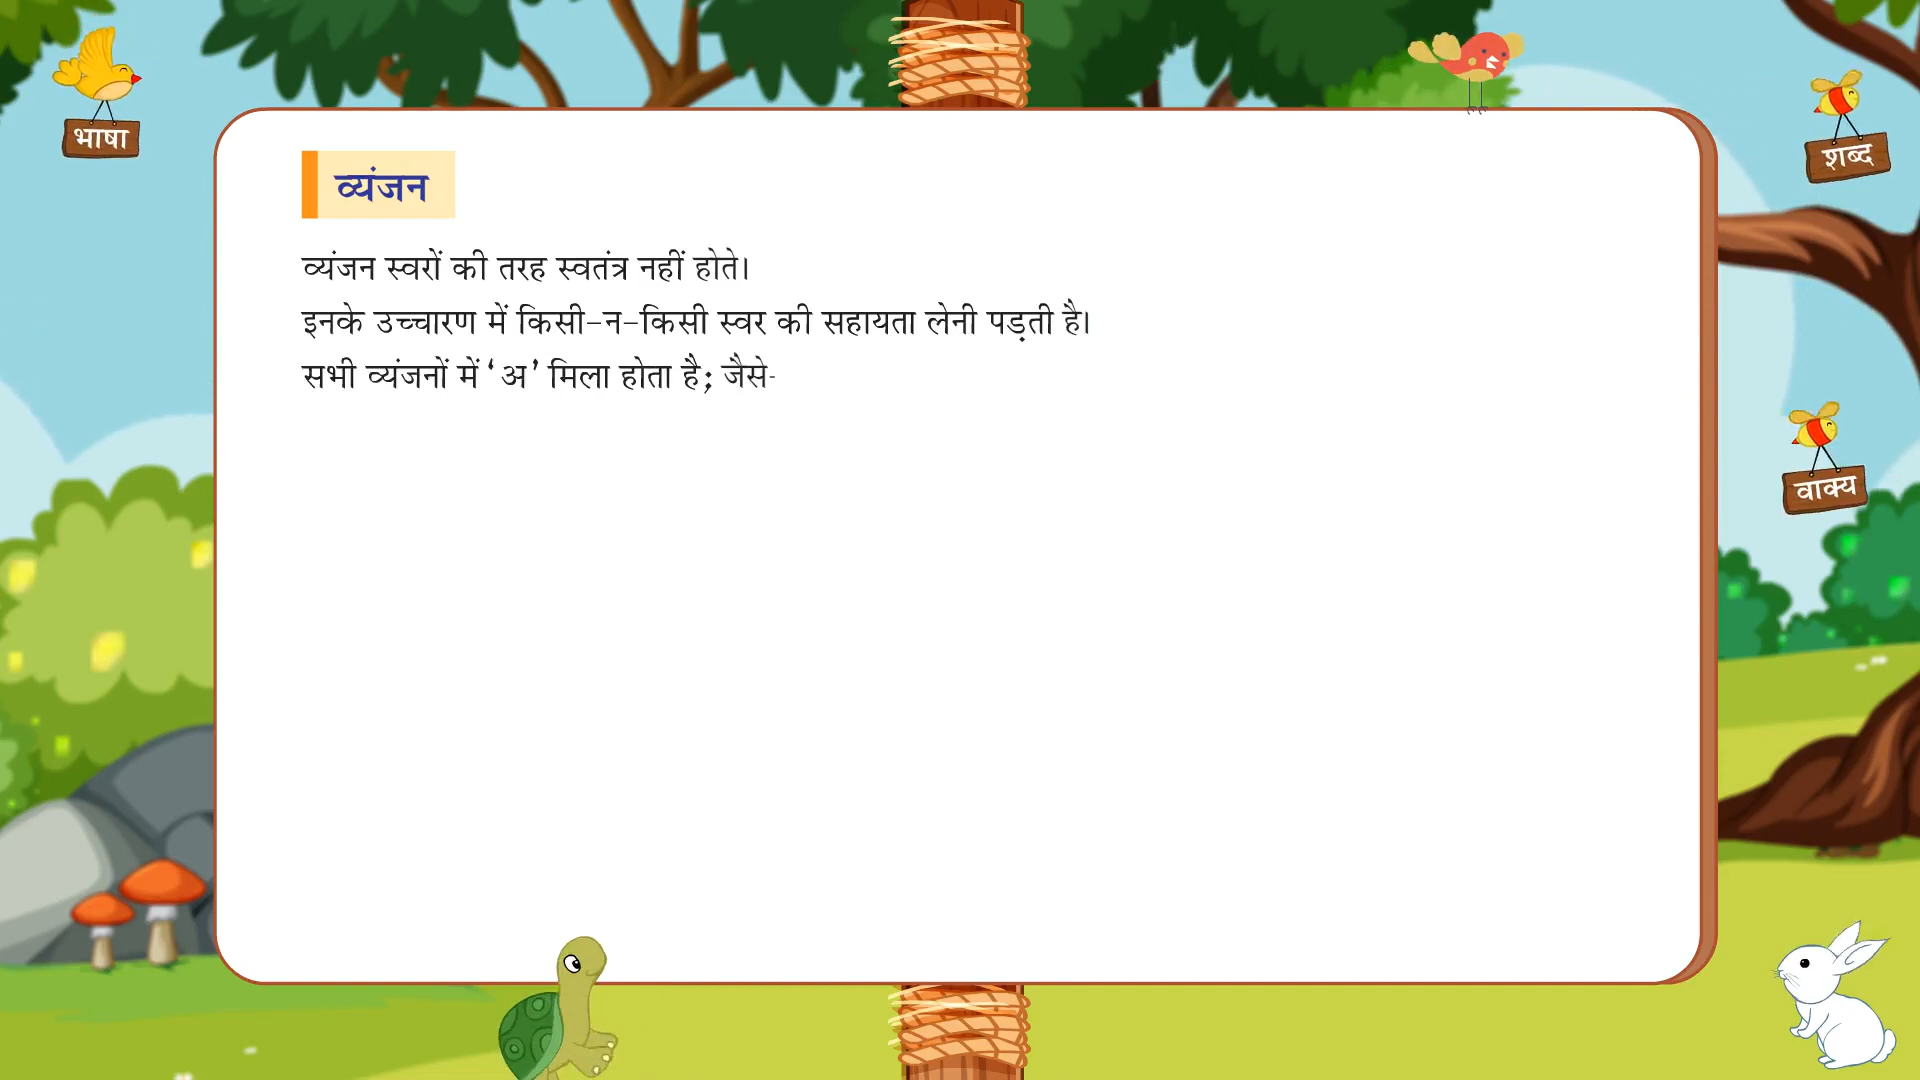 भाषा
शब्द
व्यंजन
व्यंजन स्वरों की तरह स्वतंत्र नहीं होते।
इनके उच्चारण में किसी-न-किसी स्वर की सहायता लेनी पड़ती है।
सभी व्यंजनों में ‘अ’ मिला होता है; जैसे-
वाक्य